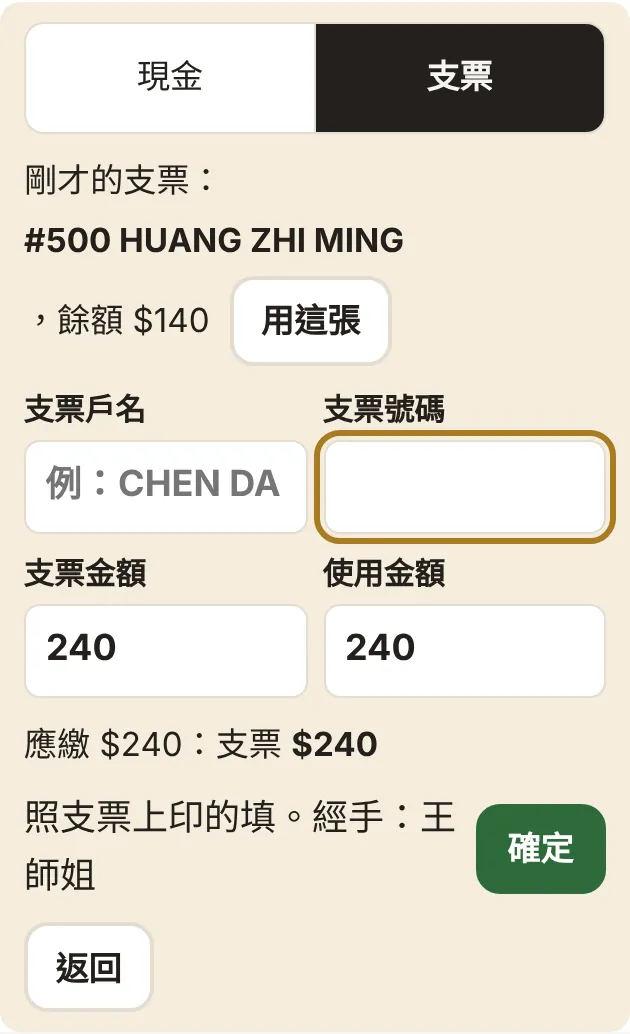 現金 支票
剛才的支票：
#500 HUANG ZHI MING
，餘額 $140 用這張
支票戶名 支票號碼
例：CHEN DA
支票金額 使用金額
240 240
應繳 $240：支票 $240
照支票上印的填。經手：王
師姐
確定
返回